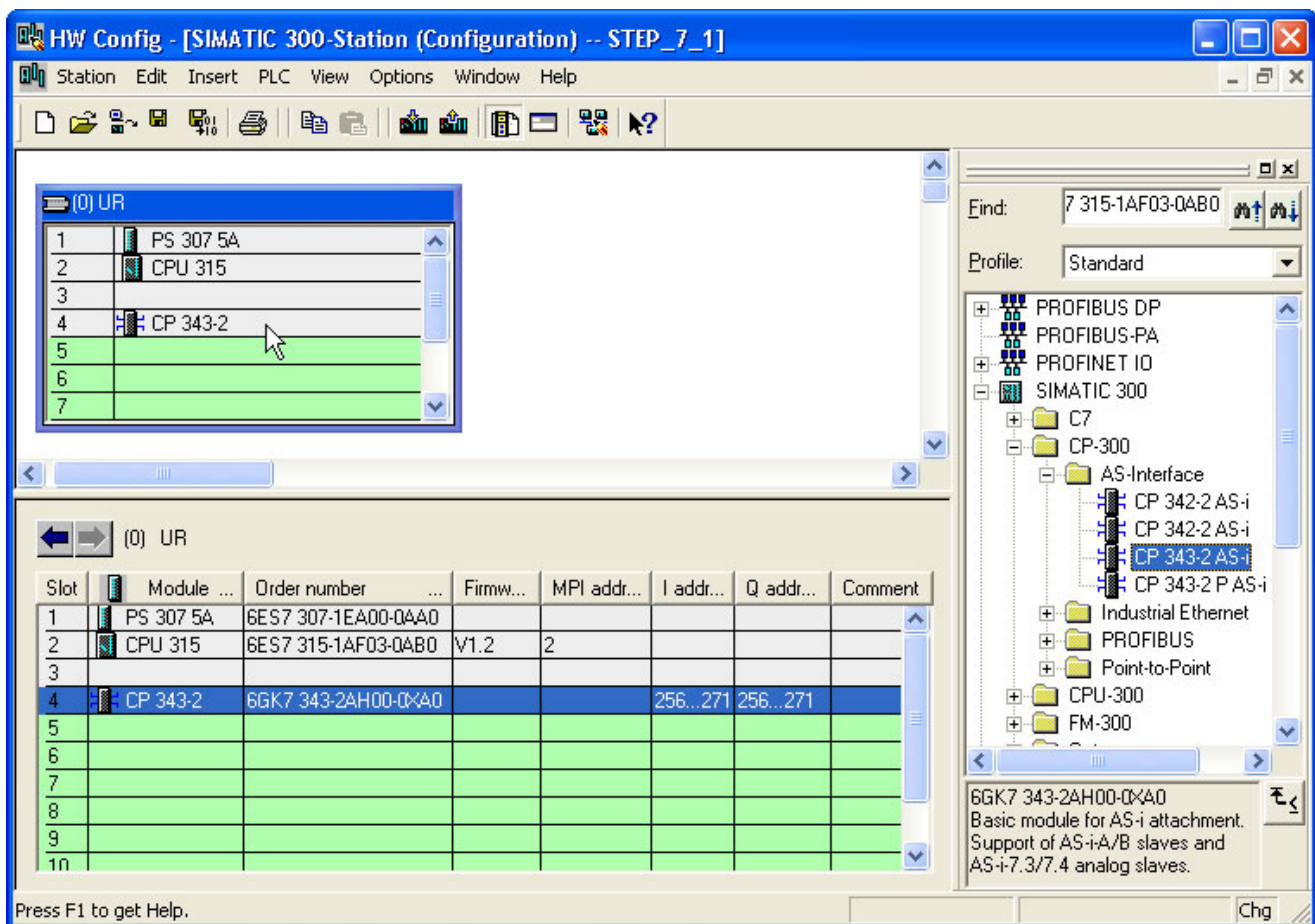 HW Config - [SIMATIC 300-Station (Configuration) -- STEP_7_1]
Station Edit Insert PLC View Options Window Help
(0) UR
1 PS 307 5A
2 CPU 315
3
4 CP 343-2
5
6
7
(0) UR
Slot Module ... Order number ... Firmw... MPI addr... I addr... Q addr... Comment
1 PS 307 5A 6ES7 307-1EA00-0AA0
2 CPU 315 6ES7 315-1AF03-0AB0 V1.2 2
3
4 CP 343-2 6GK7 343-2AH00-0XA0 256...271 256...271
5
6
7
8
9
10
Find: 7 315-1AF03-0AB0
Profile: Standard
PROFIBUS DP
PROFIBUS-PA
PROFINET IO
SIMATIC 300
C7
CP-300
AS-Interface
CP 342-2 AS-i
CP 342-2 AS-i
CP 343-2 AS-i
CP 343-2 P AS-i
Industrial Ethernet
PROFIBUS
Point-to-Point
CPU-300
FM-300
6GK7 343-2AH00-0XA0
Basic module for AS-i attachment.
Support of AS-i-A/B slaves and
AS-i-7.3/7.4 analog slaves.
Press F1 to get Help.
Chg